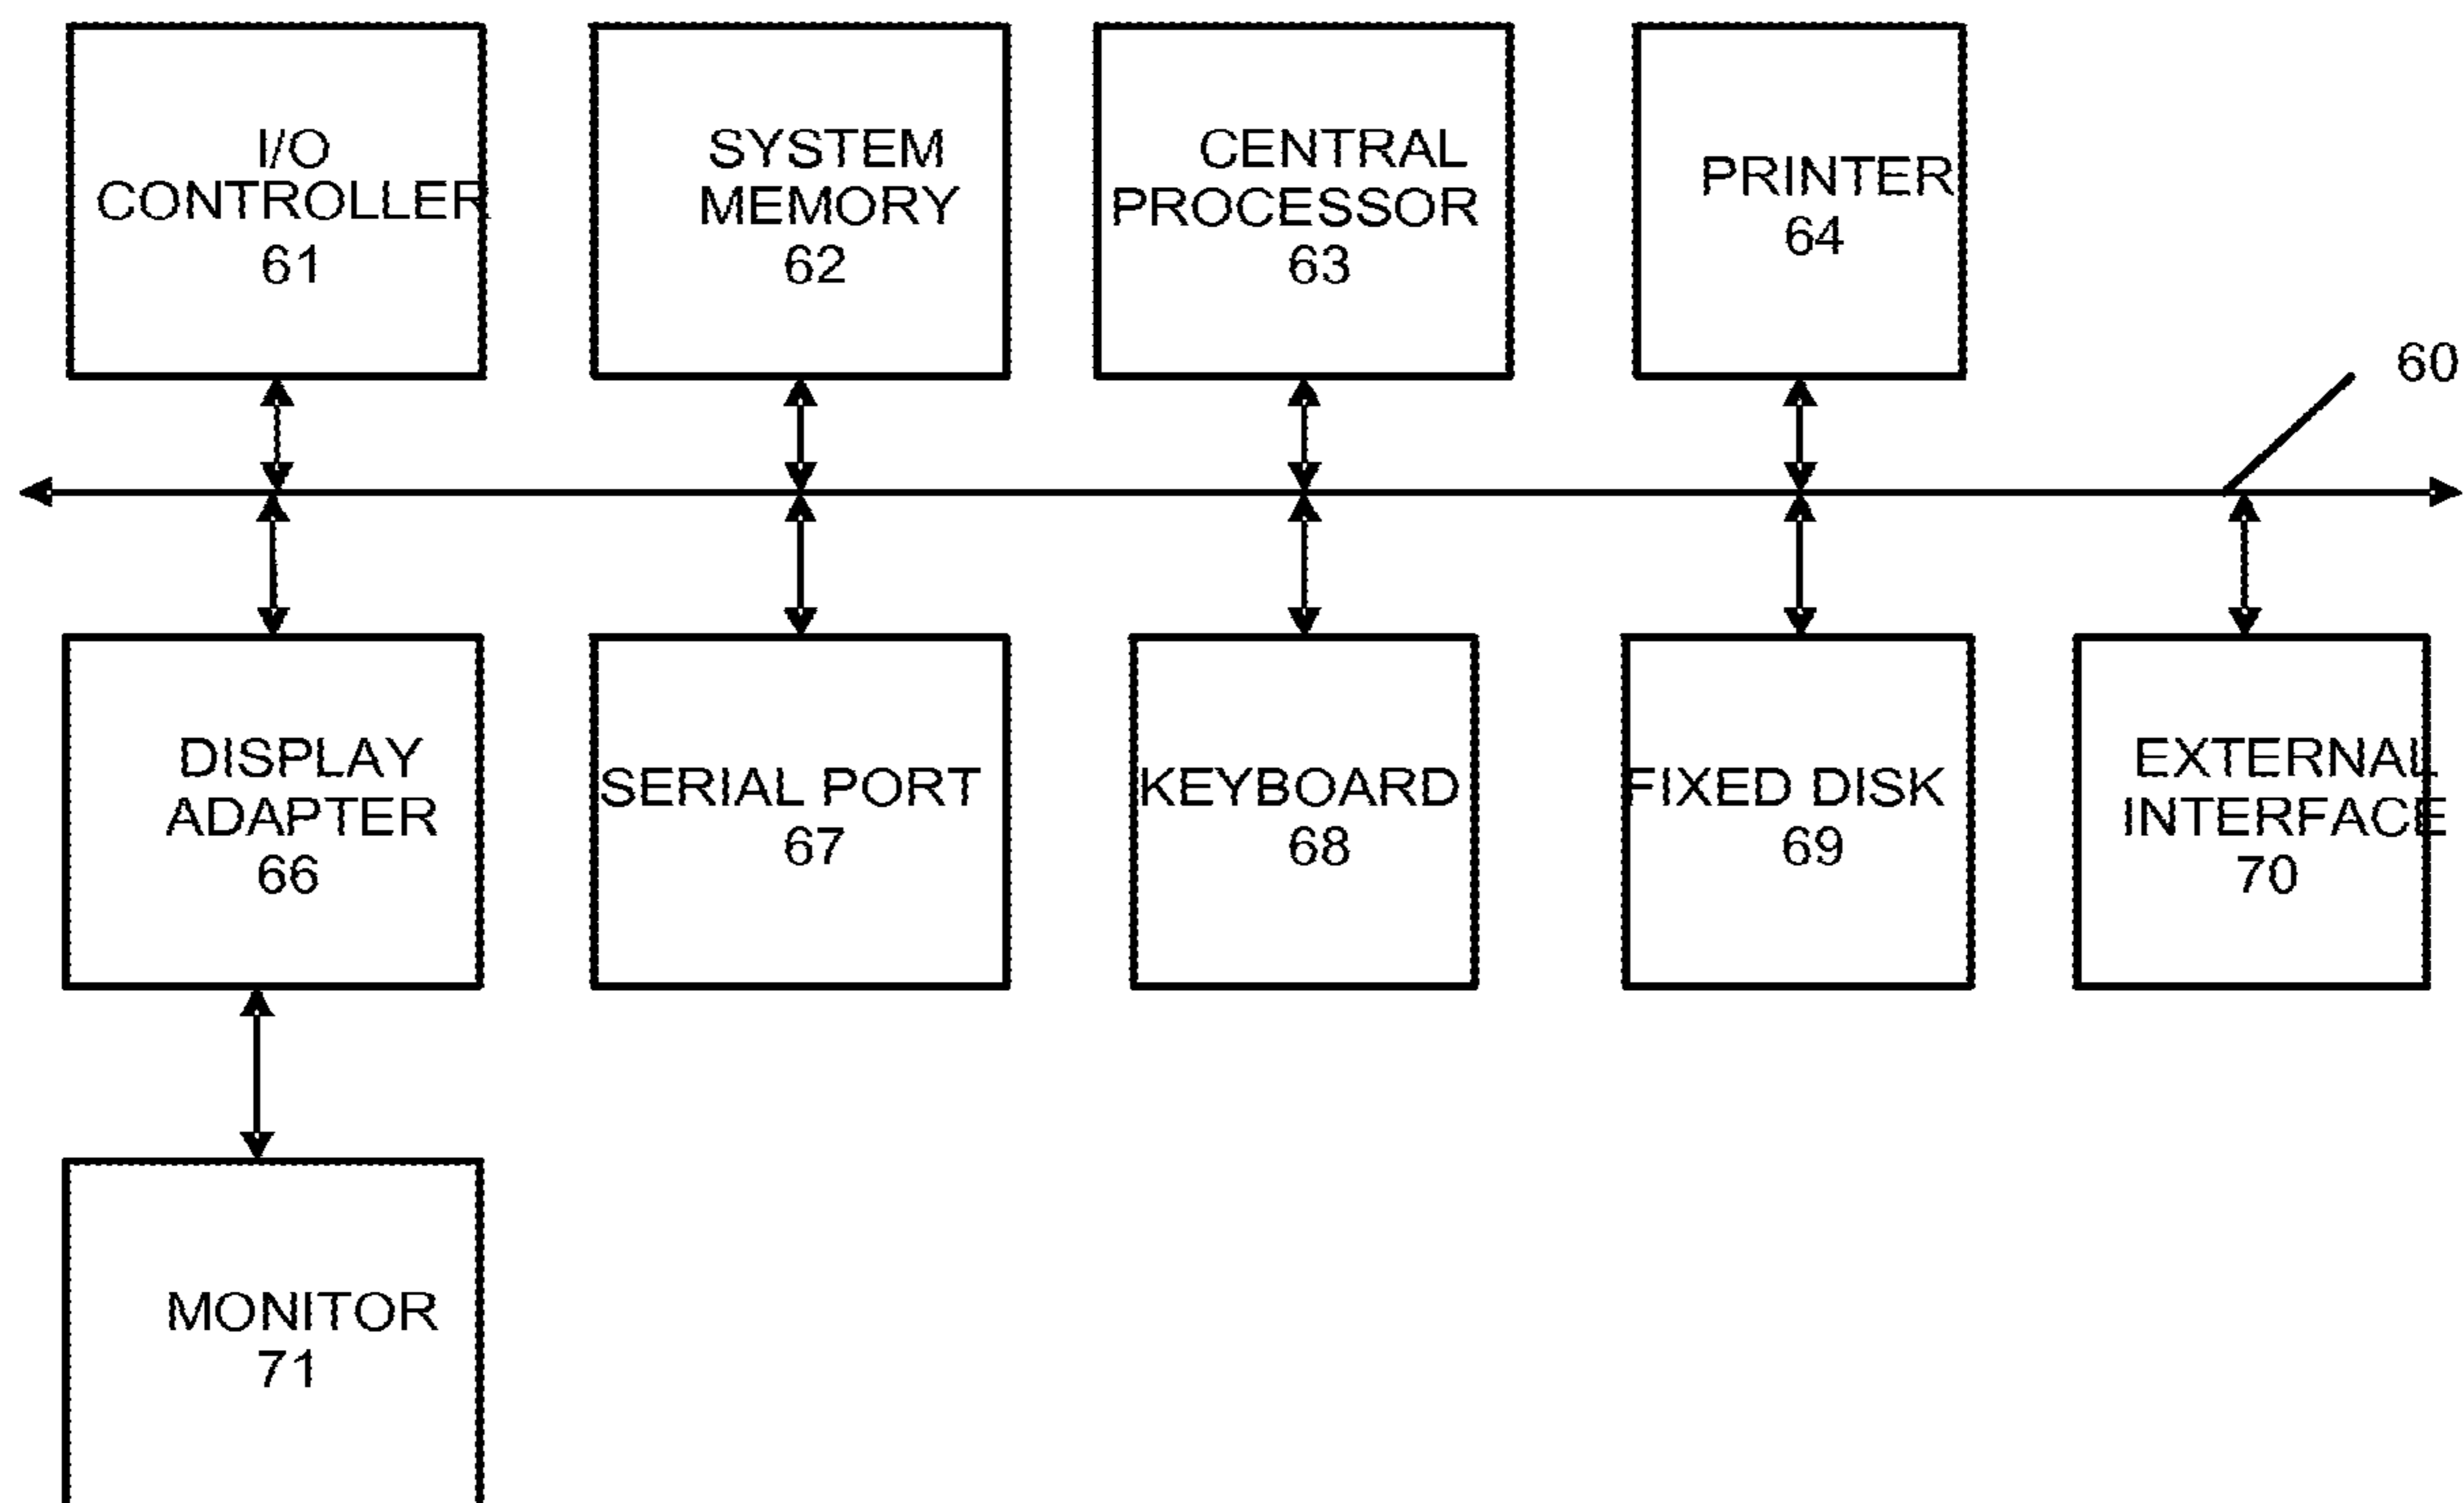 I/O
CONTROLLER
61
SYSTEM
MEMORY
62
CENTRAL
PROCESSOR
63
PRINTER
64
60
DISPLAY
ADAPTER
66
SERIAL PORT
67
KEYBOARD
68
FIXED DISK
69
EXTERNAL
INTERFACE
70
MONITOR
71